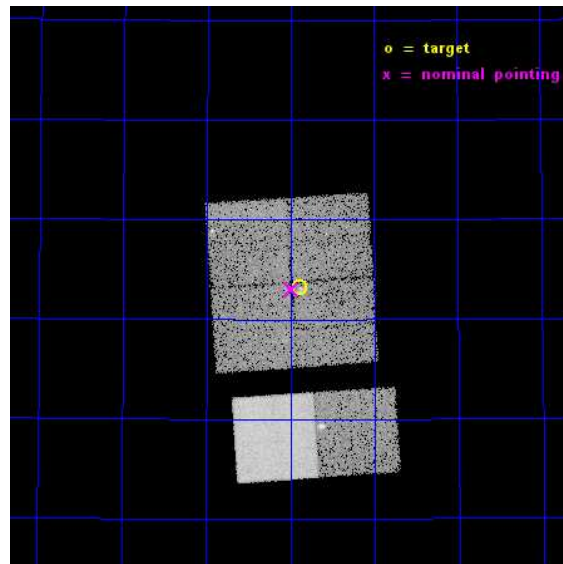 o = target
x = nominal pointing